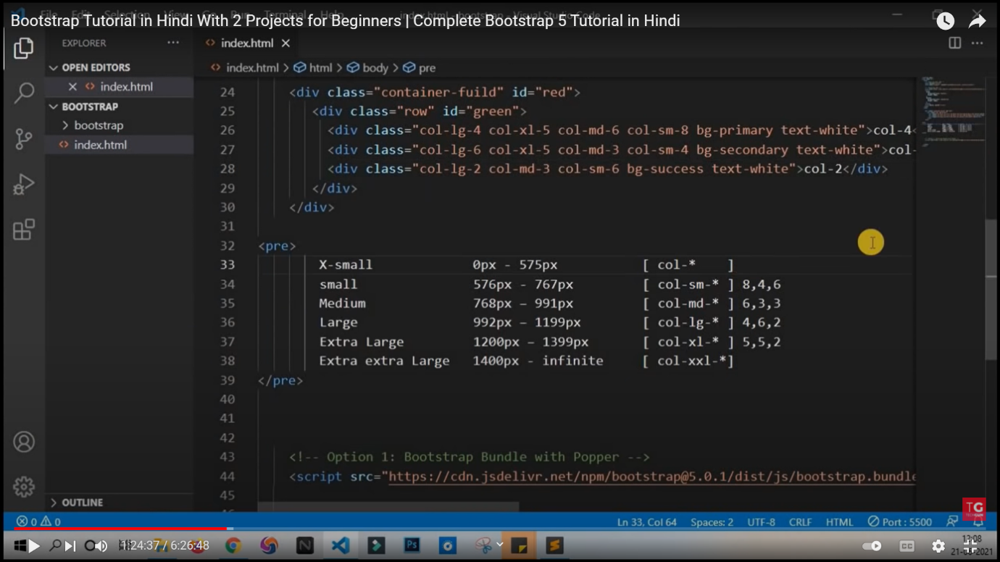 Bootstrap Tutorial in Hindi With 2 Projects for Beginners | Complete Bootstrap 5 Tutorial in Hindi
EXPLORER
index.html
OPEN EDITORS
index.html > html > body > pre
index.html
BOOTSTRAP
bootstrap
index.html
24 <div class="container-fuild" id="red">
25 <div class="row" id="green">
26 <div class="col-lg-4 col-xl-5 col-md-6 col-sm-8 bg-primary text-white">col-4<
27 <div class="col-lg-6 col-xl-5 col-md-3 col-sm-4 bg-secondary text-white">col-
28 <div class="col-lg-2 col-md-3 col-sm-6 bg-success text-white">col-2</div>
29 </div>
30 </div>
31
32 <pre>
33 X-small 0px - 575px [ col-* ]
34 small 576px - 767px [ col-sm-* ] 8,4,6
35 Medium 768px – 991px [ col-md-* ] 6,3,3
36 Large 992px – 1199px [ col-lg-* ] 4,6,2
37 Extra Large 1200px – 1399px [ col-xl-* ] 5,5,2
38 Extra extra Large 1400px - infinite [ col-xxl-*]
39 </pre>
40
41
42
43 <!-- Option 1: Bootstrap Bundle with Popper -->
44 <script src="https://cdn.jsdelivr.net/npm/bootstrap@5.0.1/dist/js/bootstrap.bundle
45
OUTLINE
TG
0 0
Ln 33, Col 64 Spaces: 2 UTF-8 CRLF HTML Port : 5500
1:24:37 / 6:26:48
Ps
CC